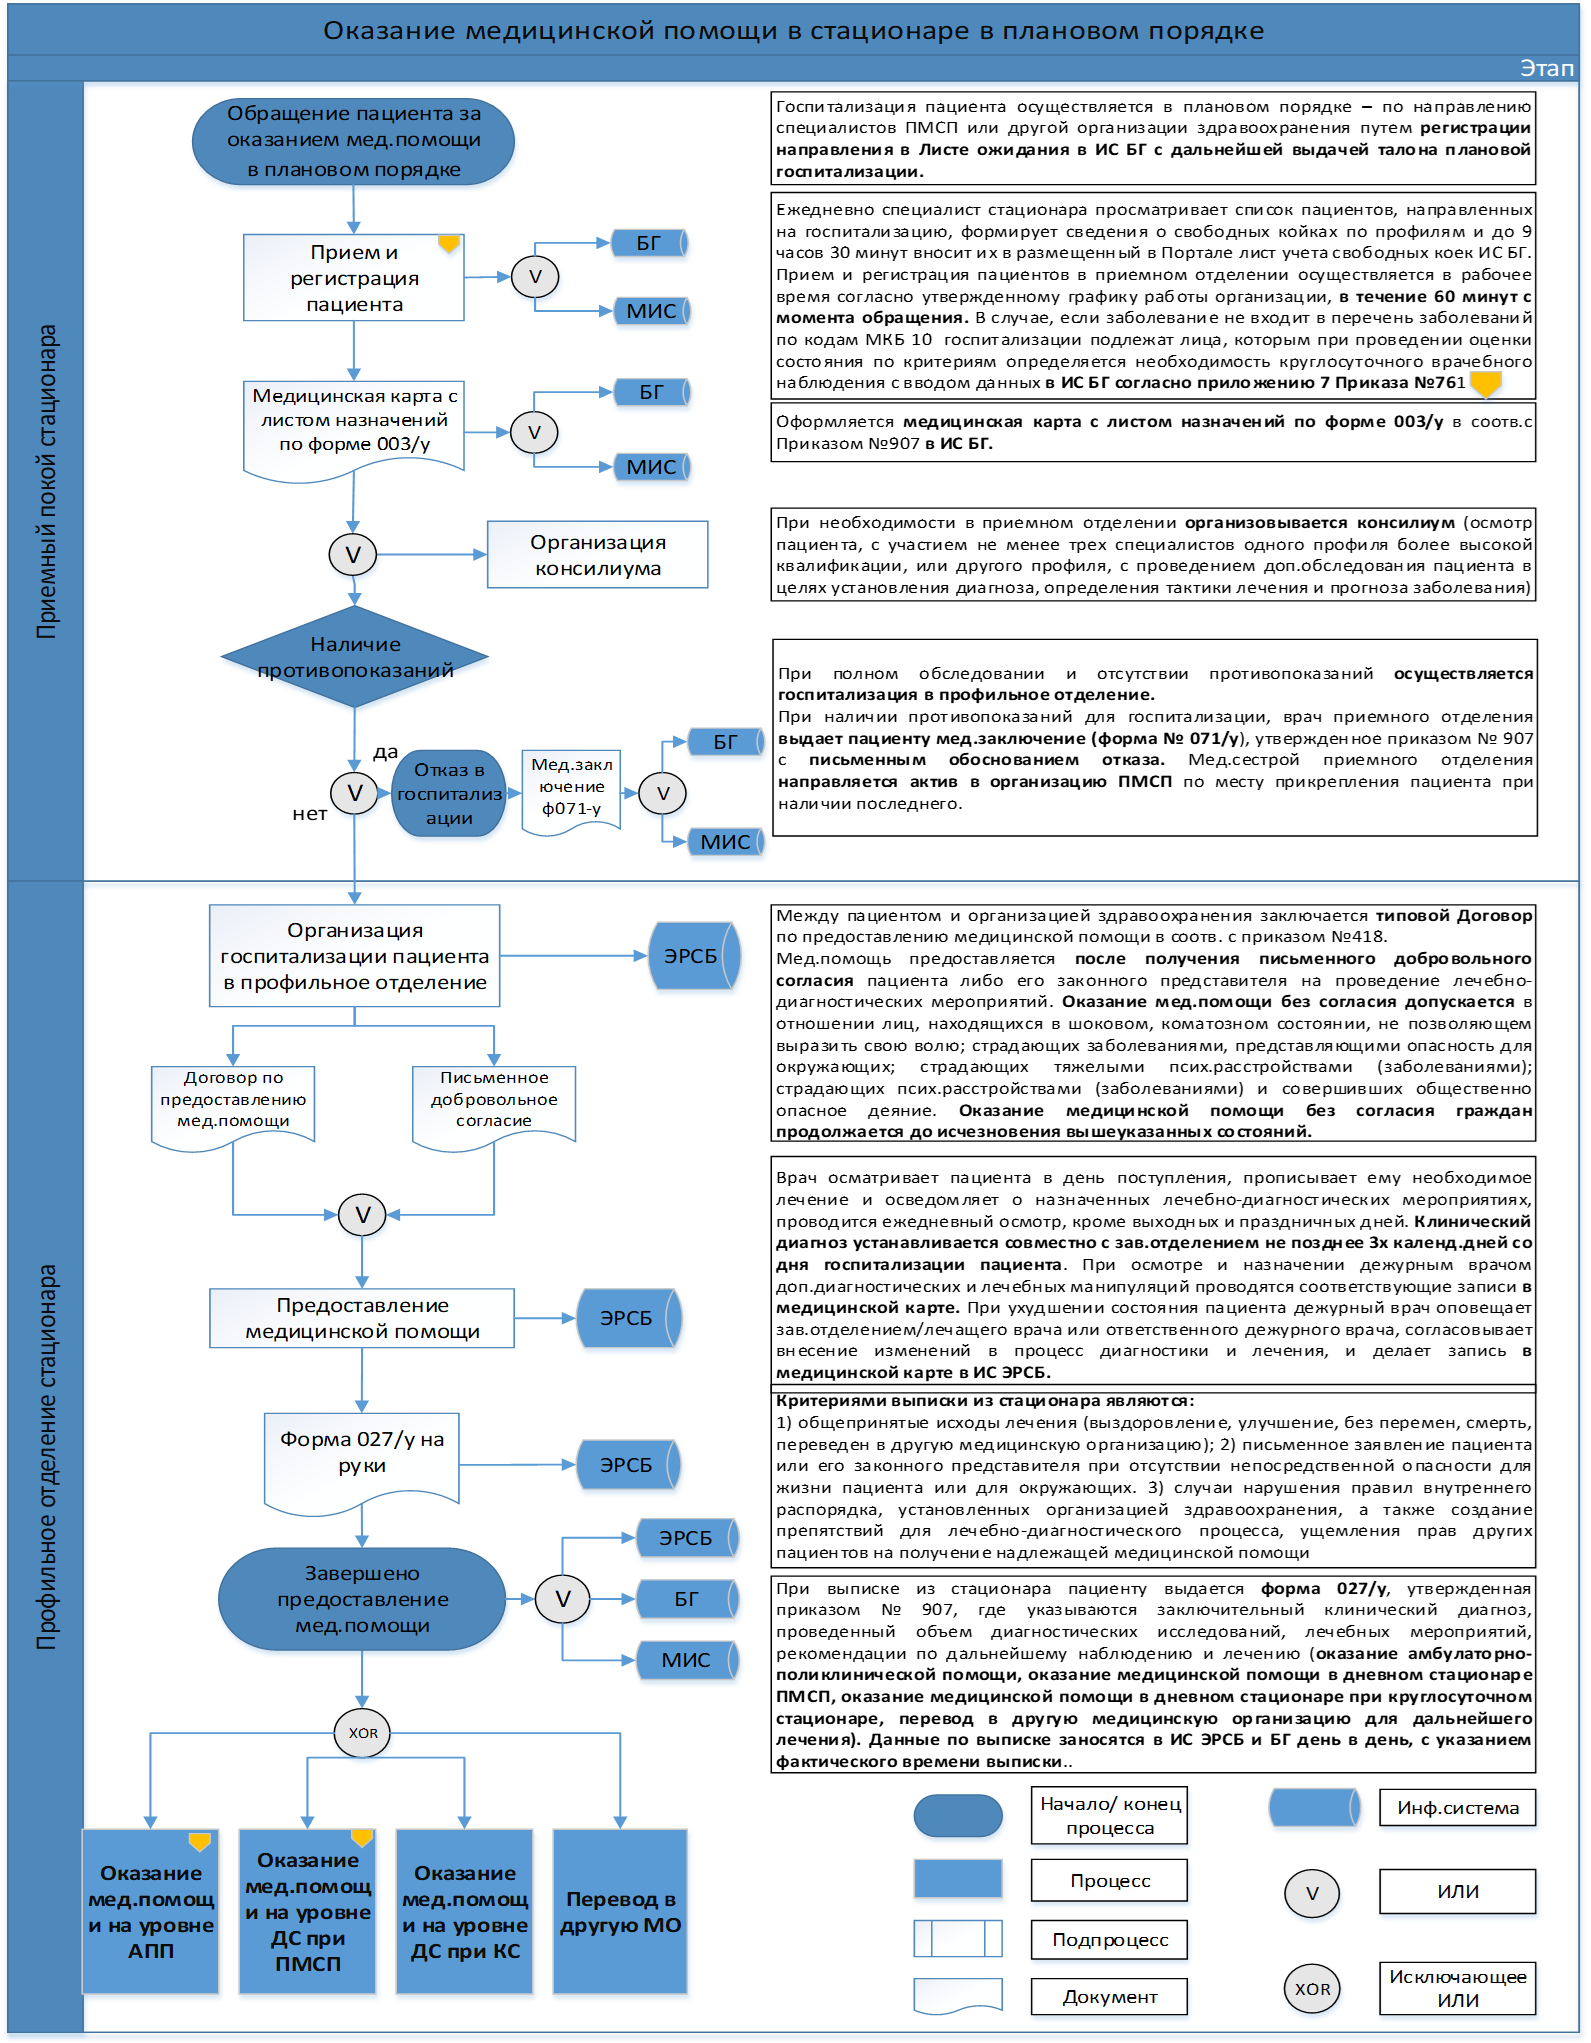 Оказание медицинской помощи в стационаре в плановом порядке
Этап
Приемный покой стационара
Обращение пациента за
оказанием мед.помощи
в плановом порядке
Прием и
регистрация
пациента
V
БГ
МИС
Медицинская карта с
листом назначений
по форме 003/у
V
БГ
МИС
V
Организация
консилиума
Наличие
противопоказаний
да
нет
V
Отказ в
госпитализ
ации
Мед.закл
ючение
ф071-у
V
БГ
МИС
Госпитализация пациента осуществляется в плановом порядке – по направлению
специалистов ПМСП или другой организации здравоохранения путем регистрации
направления в Листе ожидания в ИС БГ с дальнейшей выдачей талона плановой
госпитализации.
Ежедневно специалист стационара просматривает список пациентов, направленных
на госпитализацию, формирует сведения о свободных койках по профилям и до 9
часов 30 минут вносит их в размещенный в Портале лист учета свободных коек ИС БГ.
Прием и регистрация пациентов в приемном отделении осуществляется в рабочее
время согласно утвержденному графику работы организации, в течение 60 минут с
момента обращения. В случае, если заболевание не входит в перечень заболеваний
по кодам МКБ 10 госпитализации подлежат лица, которым при проведении оценки
состояния по критериям определяется необходимость круглосуточного врачебного
наблюдения с вводом данных в ИС БГ согласно приложению 7 Приказа №761
Оформляется медицинская карта с листом назначений по форме 003/у в соотв.с
Приказом №907 в ИС БГ.
При необходимости в приемном отделении организовывается консилиум (осмотр
пациента, с участием не менее трех специалистов одного профиля более высокой
квалификации, или другого профиля, с проведением доп.обследования пациента в
целях установления диагноза, определения тактики лечения и прогноза заболевания)
При полном обследовании и отсутствии противопоказаний осуществляется
госпитализация в профильное отделение.
При наличии противопоказаний для госпитализации, врач приемного отделения
выдает пациенту мед.заключение (форма № 071/у), утвержденное приказом № 907
с письменным обоснованием отказа. Мед.сестрой приемного отделения
направляется актив в организацию ПМСП по месту прикрепления пациента при
наличии последнего.
Профильное отделение стационара
Организация
госпитализации пациента
в профильное отделение
ЭРСБ
Договор по
предоставлению
мед.помощи
Письменное
добровольное
согласие
V
Предоставление
медицинской помощи
ЭРСБ
Форма 027/у на
руки
ЭРСБ
Завершено
предоставление
мед.помощи
V
ЭРСБ
БГ
МИС
XOR
Оказание
мед.помощ
и на уровне
АПП
Оказание
мед.помощ
и на уровне
ДС при
ПМСП
Оказание
мед.помощ
и на уровне
ДС при КС
Перевод в
другую МО
Между пациентом и организацией здравоохранения заключается типовой Договор
по предоставлению медицинской помощи в соотв. с приказом №418.
Мед.помощь предоставляется после получения письменного добровольного
согласия пациента либо его законного представителя на проведение лечебно-
диагностических мероприятий. Оказание мед.помощи без согласия допускается в
отношении лиц, находящихся в шоковом, коматозном состоянии, не позволяющем
выразить свою волю; страдающих заболеваниями, представляющими опасность для
окружающих; страдающих тяжелыми псих.расстройствами (заболеваниями);
страдающих псих.расстройствами (заболеваниями) и совершивших общественно
опасное деяние. Оказание медицинской помощи без согласия граждан
продолжается до исчезновения вышеуказанных состояний.
Врач осматривает пациента в день поступления, прописывает ему необходимое
лечение и осведомляет о назначенных лечебно-диагностических мероприятиях,
проводится ежедневный осмотр, кроме выходных и праздничных дней. Клинический
диагноз устанавливается совместно с зав.отделением не позднее 3х календ.дней со
дня госпитализации пациента. При осмотре и назначении дежурным врачом
доп.диагностических и лечебных манипуляций проводятся соответствующие записи в
медицинской карте. При ухудшении состояния пациента дежурный врач оповещает
зав.отделением/лечащего врача или ответственного дежурного врача, согласовывает
внесение изменений в процесс диагностики и лечения, и делает запись в
медицинской карте в ИС ЭРСБ.
Критериями выписки из стационара являются:
1) общепринятые исходы лечения (выздоровление, улучшение, без перемен, смерть,
переведен в другую медицинскую организацию); 2) письменное заявление пациента
или его законного представителя при отсутствии непосредственной опасности для
жизни пациента или для окружающих. 3) случаи нарушения правил внутреннего
распорядка, установленных организацией здравоохранения, а также создание
препятствий для лечебно-диагностического процесса, ущемления прав других
пациентов на получение надлежащей медицинской помощи
При выписке из стационара пациенту выдается форма 027/у, утвержденная
приказом № 907, где указываются заключительный клинический диагноз,
проведенный объем диагностических исследований, лечебных мероприятий,
рекомендации по дальнейшему наблюдению и лечению (оказание амбулаторно-
поликлинической помощи, оказание медицинской помощи в дневном стационаре
ПМСП, оказание медицинской помощи в дневном стационаре при круглосуточном
стационаре, перевод в другую медицинскую организацию для дальнейшего
лечения). Данные по выписке заносятся в ИС ЭРСБ и БГ день в день, с указанием
фактического времени выписки..
Начало/ конец
процесса
Процесс
Подпроцесс
Документ
Инф.система
V
ИЛИ
XOR
Исключающее
ИЛИ